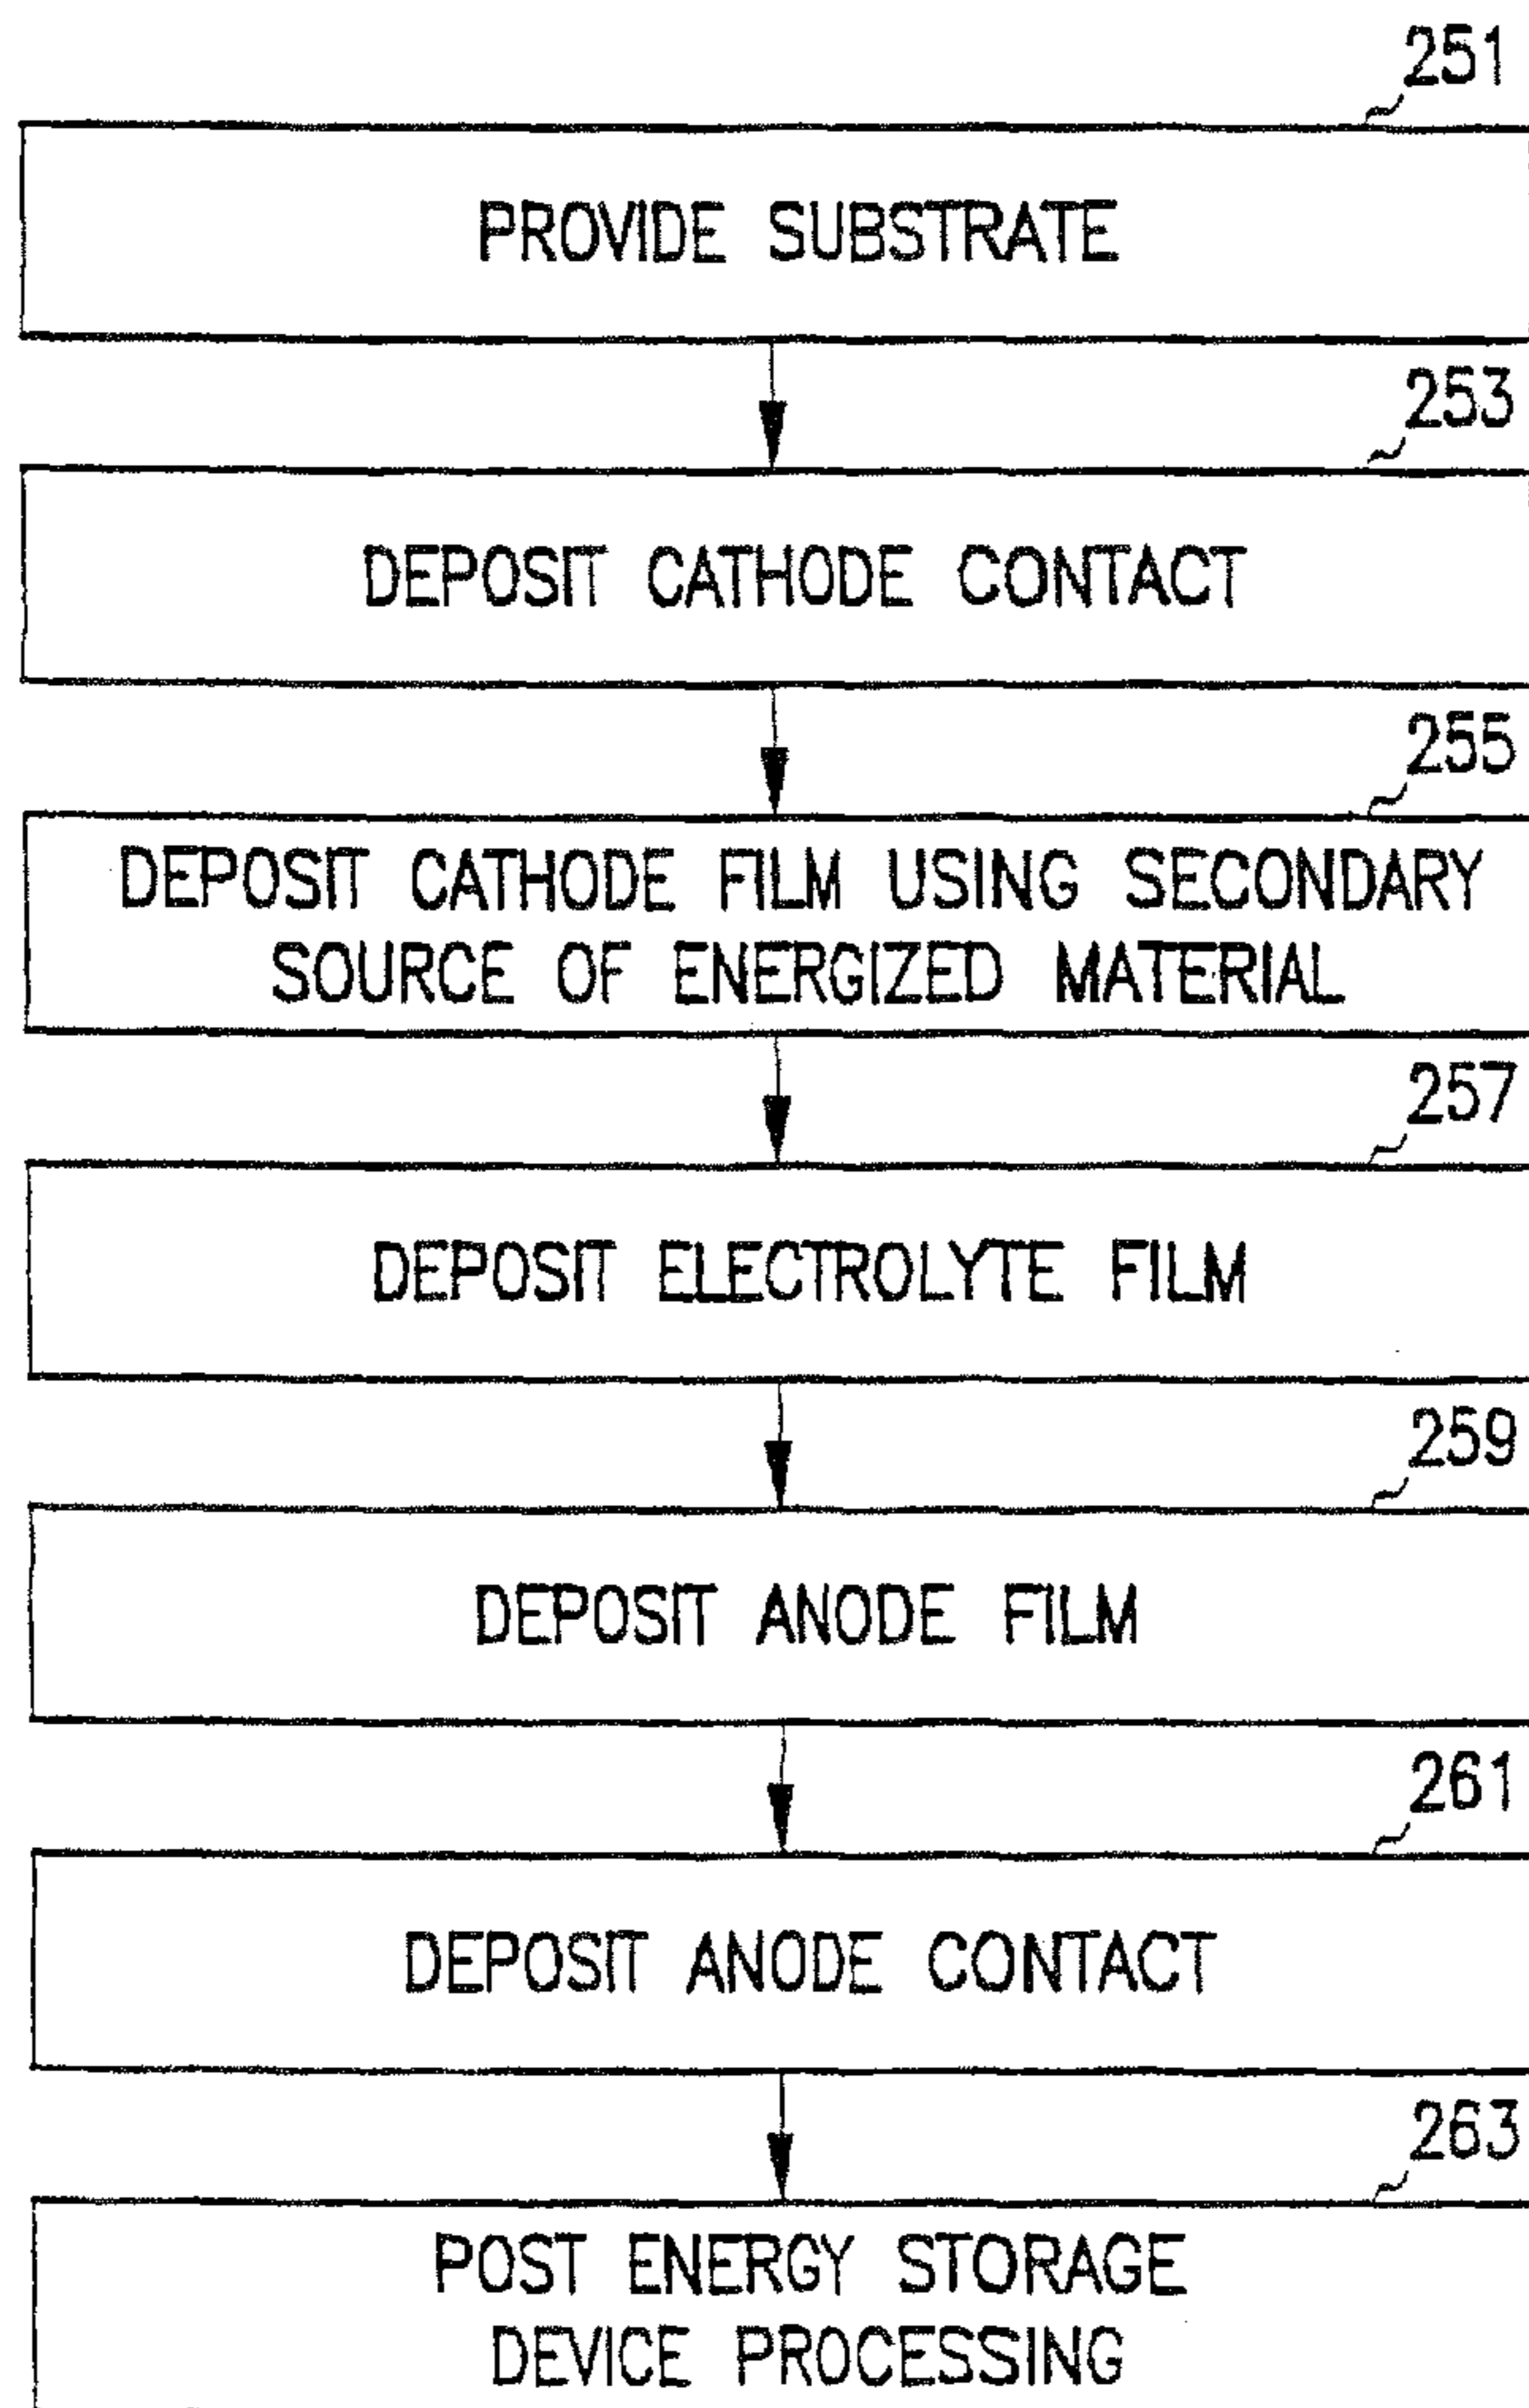 251
PROVIDE SUBSTRATE
253
DEPOSIT CATHODE CONTACT
255
DEPOSIT CATHODE FILM USING SECONDARY
SOURCE OF ENERGIZED MATERIAL
257
DEPOSIT ELECTROLYTE FILM
259
DEPOSIT ANODE FILM
261
DEPOSIT ANODE CONTACT
263
POST ENERGY STORAGE
DEVICE PROCESSING